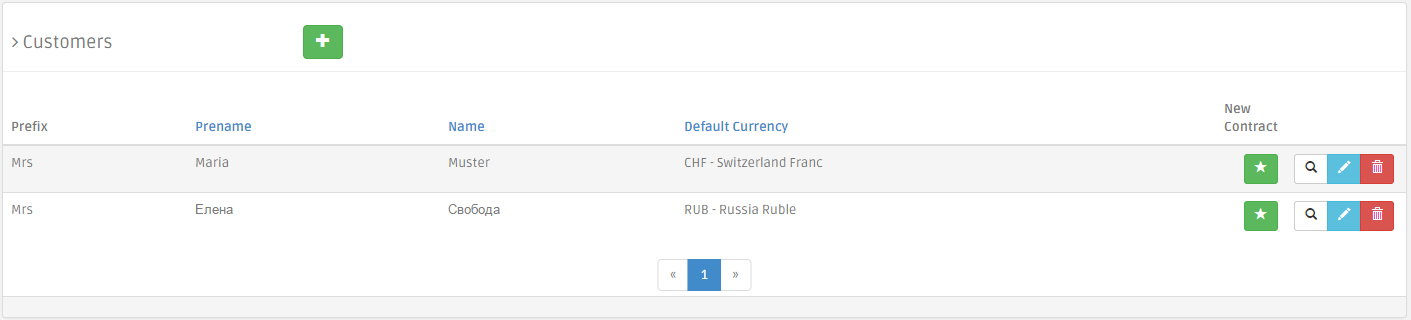 > Customers
New
Prefix Prename Name Default Currency Contract
Mrs Maria Muster CHF - Switzerland Franc
Mrs Елена Свобода RUB - Russia Ruble
« 1 »